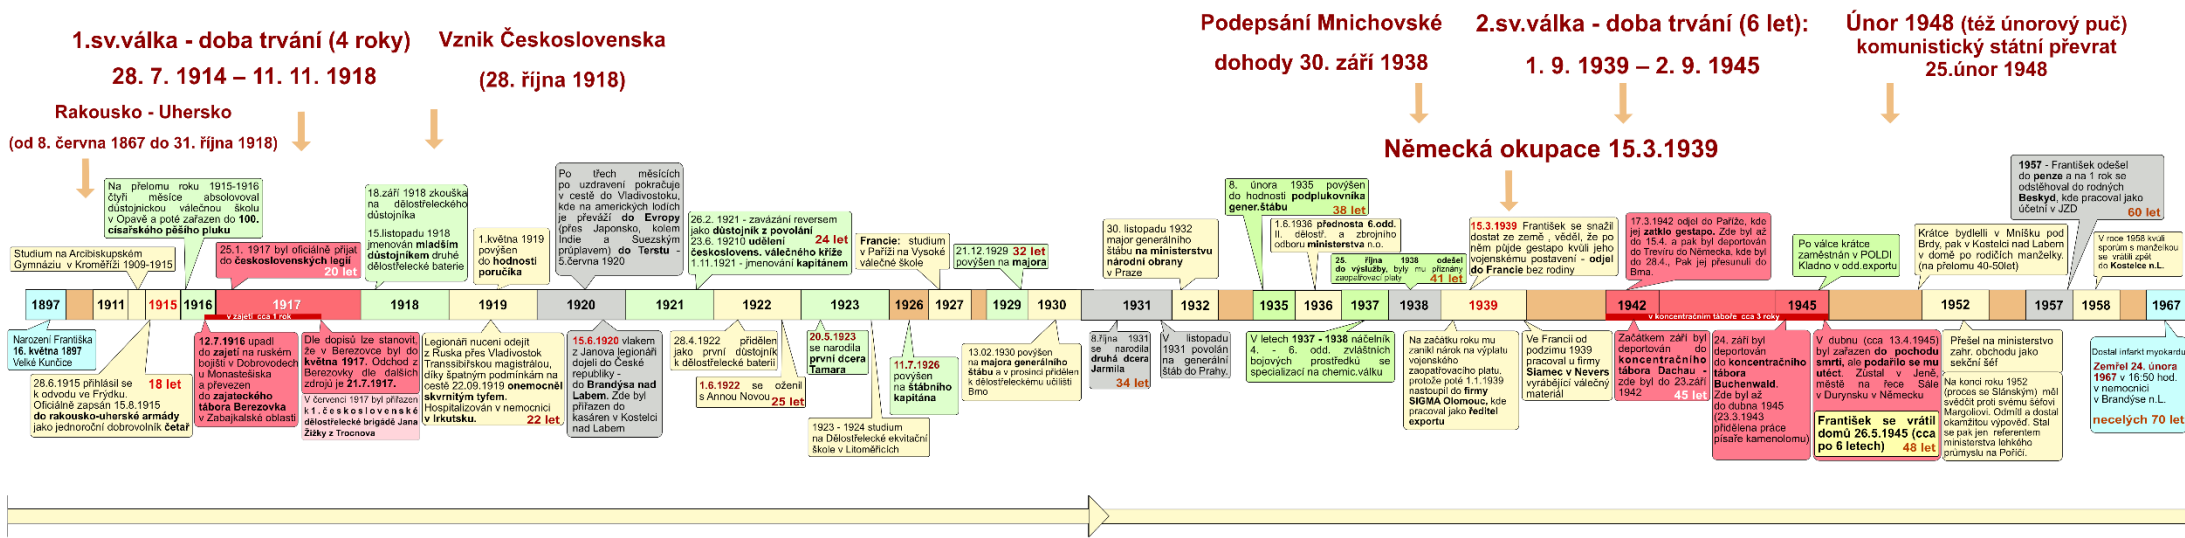 1.sv.válka - doba trvání (4 roky)
28. 7. 1914 – 11. 11. 1918
Vznik Československa
(28. října 1918)
Podepsání Mnichovské
dohody 30. září 1938
2.sv.válka - doba trvání (6 let):
1. 9. 1939 – 2. 9. 1945
Únor 1948 (též únorový puč)
komunistický státní převrat
25.únor 1948
Rakousko - Uhersko
(od 8. června 1867 do 31. října 1918)
Německá okupace 15.3.1939
Studium na Arcibiskupském
Gymnáziu v Kroměříži 1909-1915
Na přelomu roku 1915-1916
čtyři měsíce absolvoval
důstojnickou válečnou školu
v Opavě a poté zařazen do 100.
císařského pěšího pluku
25.1. 1917 byl oficiálně přijat
do československých legií
20 let
18.září 1918 zkouška
na dělostřeleckého
důstojníka
15.listopadu 1918
jmenován mladším
důstojníkem druhé
dělostřelecké baterie
1.května 1919
povýšen
do hodnosti
poručíka
Po třech měsících
po uzdravení pokračuje
v cestě do Vladivostoku,
kde na amerických lodích
je převáží do Evropy
(přes Japonsko, kolem
Indie a Suezským
průplavem) do Terstu -
5.června 1920
26.2. 1921 - zavázání reversem
jako důstojník z povolání
23.6. 19210 udělení 24 let
českosloven. válečného kříže
1.11.1921 - jmenování kapitánem
Francie: studium
v Paříži na Vysoké
válečné škole
21.12.1929 32 let
povýšen na majora
30. listopadu 1932
major generálního
štábu na ministerstvu
národní obrany
v Praze
8. února 1935 povýšen
do hodnosti podplukovníka
gener.štábu 38 let
1.6.1936 přednosta 6.odd.
II. dělostř. a zbrojního
odboru ministerstva n.o.
25. října 1938 odešel
do výslužby, byly mu přiznány
zaopatřovací platy 41 let
15.3.1939 František se snažil
dostat ze země , věděl, že po
něm půjde gestapo kvůli jeho
vojenskému postavení - odjel
do Francie bez rodiny
17.3.1942 odjel do Paříže, kde
jej zatklo gestapo. Zde byl až
do 15.4. a pak byl deportován
do Trevíru do Německa, kde byl
do 28.4., Pak jej přesunuli do
Brna.
Po válce krátce
zaměstnán v POLDI
Kladno v odd.exportu
Krátce bydlelli v Mníšku pod
Brdy, pak v Kostelci nad Labem
v domě po rodičích manželky.
(na přelomu 40-50let)
1957 - František odešel
do penze a na 1 rok se
odstěhoval do rodných
Beskyd, kde pracoval jako
účetní v JZD 60 let
V roce 1958 kvůli
sporům s manželkou
se vrátili zpět
do Kostelce n.L.
1897 1911 1915 1916 1917 1918 1919 1920 1921 1922 1923 1926 1927 1929 1930 1931 1932 1935 1936 1937 1938 1939 1942 1945 1952 1957 1958 1967
v zajetí cca 1 rok
v koncentračním táboře cca 3 roky
Narození Františka
16. května 1897
Velké Kunčice
28.6.1915 přihlásil se 18 let
k odvodu ve Frýdku.
Oficiálně zapsán 15.8.1915
do rakousko-uherské armády
jako jednoroční dobrovolník četař
12.7.1916 upadl
do zajetí na ruském
bojišti v Dobrovodech
u Monastěšiska
a převezen
do zajateckého
tábora Berezovka
v Zabajkalské oblasti
Dle dopisů lze stanovit,
že v Berezovce byl do
května 1917. Odchod z
Berezovky dle dalších
zdrojů je 21.7.1917.
V červenci 1917 byl přiřazen
k 1. československé
dělostřelecké brigádě Jana
Žižky z Trocnova
Legionáři nuceni odejít
z Ruska přes Vladivostok
Transsibiřskou magistrálou,
díky špatným podmínkám na
cestě 22.09.1919 onemocněl
skvrnitým tyfem.
Hospitalizován v nemocnici
v Irkutsku. 22 let
15.6.1920 vlakem
z Janova legionáři
dojeli do České
republiky -
do Brandýsa nad
Labem. Zde byl
přiřazen do
kasáren v Kostelci
nad Labem
28.4.1922 přidělen
jako první důstojník
k dělostřelecké baterii
1.6.1922 se oženil
s Annou Novou 25 let
20.5.1923
se narodila
první dcera
Tamara
1923 - 1924 studium
na Dělostřelecké ekvitační
škole v Litoměřicích
11.7.1926
povýšen
na štábního
kapitána
13.02.1930 povýšen
na majora generálního
štábu a v prosinci přidělen
k dělostřeleckému učilišti
Brno
8.října 1931
se narodila
druhá dcera
Jarmila
34 let
V listopadu
1931 povolán
na generální
štáb do Prahy.
V letech 1937 - 1938 náčelník
4. - 6. odd. zvláštních
bojových prostředků se
specializací na chemic.válku
Na začátku roku mu
zaniki nárok na výplatu
vojenského
zaopatřovacího platu.
protože poté 1.1.1939
nastoupil do firmy
SIGMA Olomouc, kde
pracoval jako ředitel
exportu
Ve Francii od
podzimu 1939
pracoval u firmy
Siamec v Nevers
vyrábějící válečný
materiál
Začátkem září byl
deportován do
koncentračního
tábora Dachau -
zde byl do 23.září
1942 45 let
24. září byl
deportován
do koncentračního
tábora
Buchenwald.
Zde byl až
do dubna 1945
(23.3.1943
přidělena práce
písaře kamenolomu)
V dubnu (cca 13.4.1945)
byl zařazen do pochodu
smrti, ale podařilo se mu
utéct. Zůstal v Jeně,
městě na řece Sále
v Durynsku v Německu
František se vrátil
domů 26.5.1945 (cca
po 6 letech) 48 let
Přešel na ministerstvo
zahr. obchodu jako
sekční šéf
Na konci roku 1952
(proces se Slánským) měl
svědčit proti svému šéfovi
Margoliovi. Odmítl a dostal
okamžitou výpověd. Stal
se pak jen referentem
ministerstva lehkého
průmyslu na Poříčí.
Dostal infarkt myokardu
Zemřel 24. února
1967 v 16:50 hod.
v nemocnici
v Brandýse n.L.
necelých 70 let